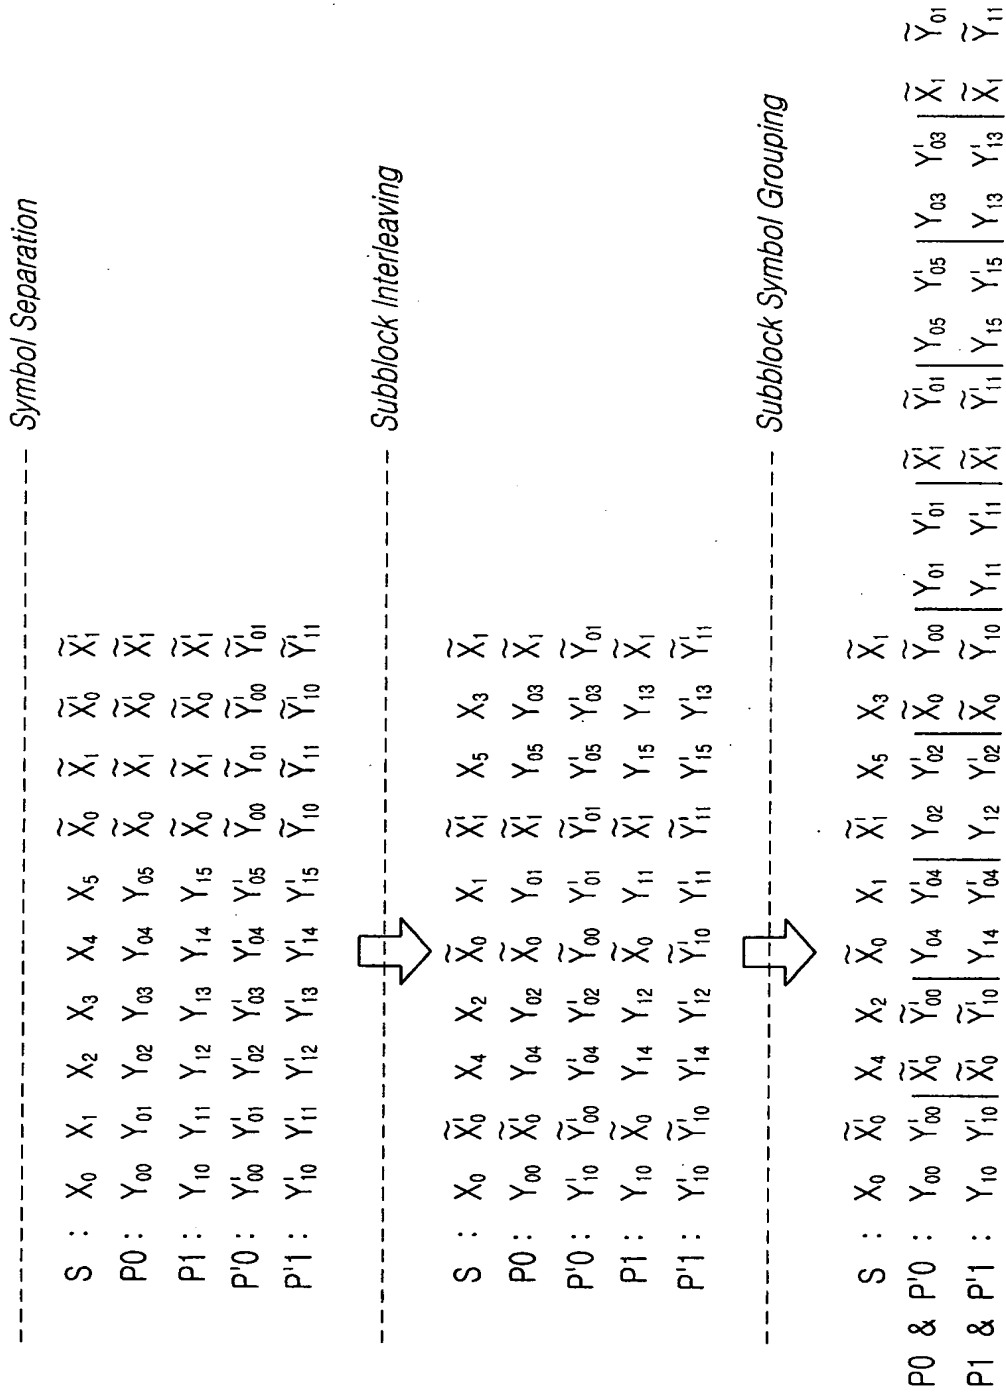 Symbol Separation
S : X₀ X₁ X₂ X₃ X₄ X₅ X̃₀ X̃₁ X̃'₀ X̃'₁
P0 : Y₀₀ Y₀₁ Y₀₂ Y₀₃ Y₀₄ Y₀₅ X̃₀ X̃₁ X̃'₀ X̃'₁
P1 : Y₁₀ Y₁₁ Y₁₂ Y₁₃ Y₁₄ Y₁₅ X̃₀ X̃₁ X̃'₀ X̃'₁
P'0 : Y'₀₀ Y'₀₁ Y'₀₂ Y'₀₃ Y'₀₄ Y'₀₅ Ỹ₀₀ Ỹ₀₁ Ỹ'₀₀ Ỹ'₀₁
P'1 : Y'₁₀ Y'₁₁ Y'₁₂ Y'₁₃ Y'₁₄ Y'₁₅ Ỹ₁₀ Ỹ₁₁ Ỹ'₁₀ Ỹ'₁₁
Subblock Interleaving
S : X₀ X̃'₀ X₄ X₂ X̃₀ X₁ X̃'₁ X₅ X₃ X̃₁
P0 : Y₀₀ X̃'₀ Y₀₄ Y₀₂ X̃₀ Y₀₁ X̃'₁ Y₀₅ Y₀₃ X̃₁
P'0 : Y'₁₀ Ỹ'₀₀ Y'₀₄ Y'₀₂ Ỹ₀₀ Y'₀₁ Ỹ'₀₁ Y'₀₅ Y'₀₃ Ỹ'₀₁
P1 : Y₁₀ X̃₀ Y₁₄ Y₁₂ X̃₀ Y₁₁ X̃'₁ Y₁₅ Y₁₃ X̃₁
P'1 : Y'₁₀ Ỹ'₁₀ Y'₁₄ Y'₁₂ Ỹ'₁₀ Y'₁₁ Ỹ'₁₁ Y'₁₅ Y'₁₃ Ỹ'₁₁
Subblock Symbol Grouping
S : X₀ X̃'₀ X₄ X₂ X̃₀ X₁ X̃'₁ X₅ X₃ X̃₁
P0 & P'0 : Y₀₀ Y'₀₀ | X̃'₀ Ỹ'₀₀ | Y₀₄ Y'₀₄ | Y₀₂ Y'₀₂ | X̃₀ Ỹ₀₀ | Y₀₁ Y'₀₁ | X̃'₁ Ỹ'₀₁ | Y₀₅ Y'₀₅ | Y₀₃ Y'₀₃ | X̃₁ Ỹ₀₁
P1 & P'1 : Y₁₀ Y'₁₀ | X̃'₀ Ỹ'₁₀ | Y₁₄ Y'₀₄ | Y₁₂ Y'₀₂ | X̃₀ Ỹ₁₀ | Y₁₁ Y'₁₁ | X̃'₁ Ỹ'₁₁ | Y₁₅ Y'₁₅ | Y₁₃ Y'₁₃ | X̃₁ Ỹ₁₁